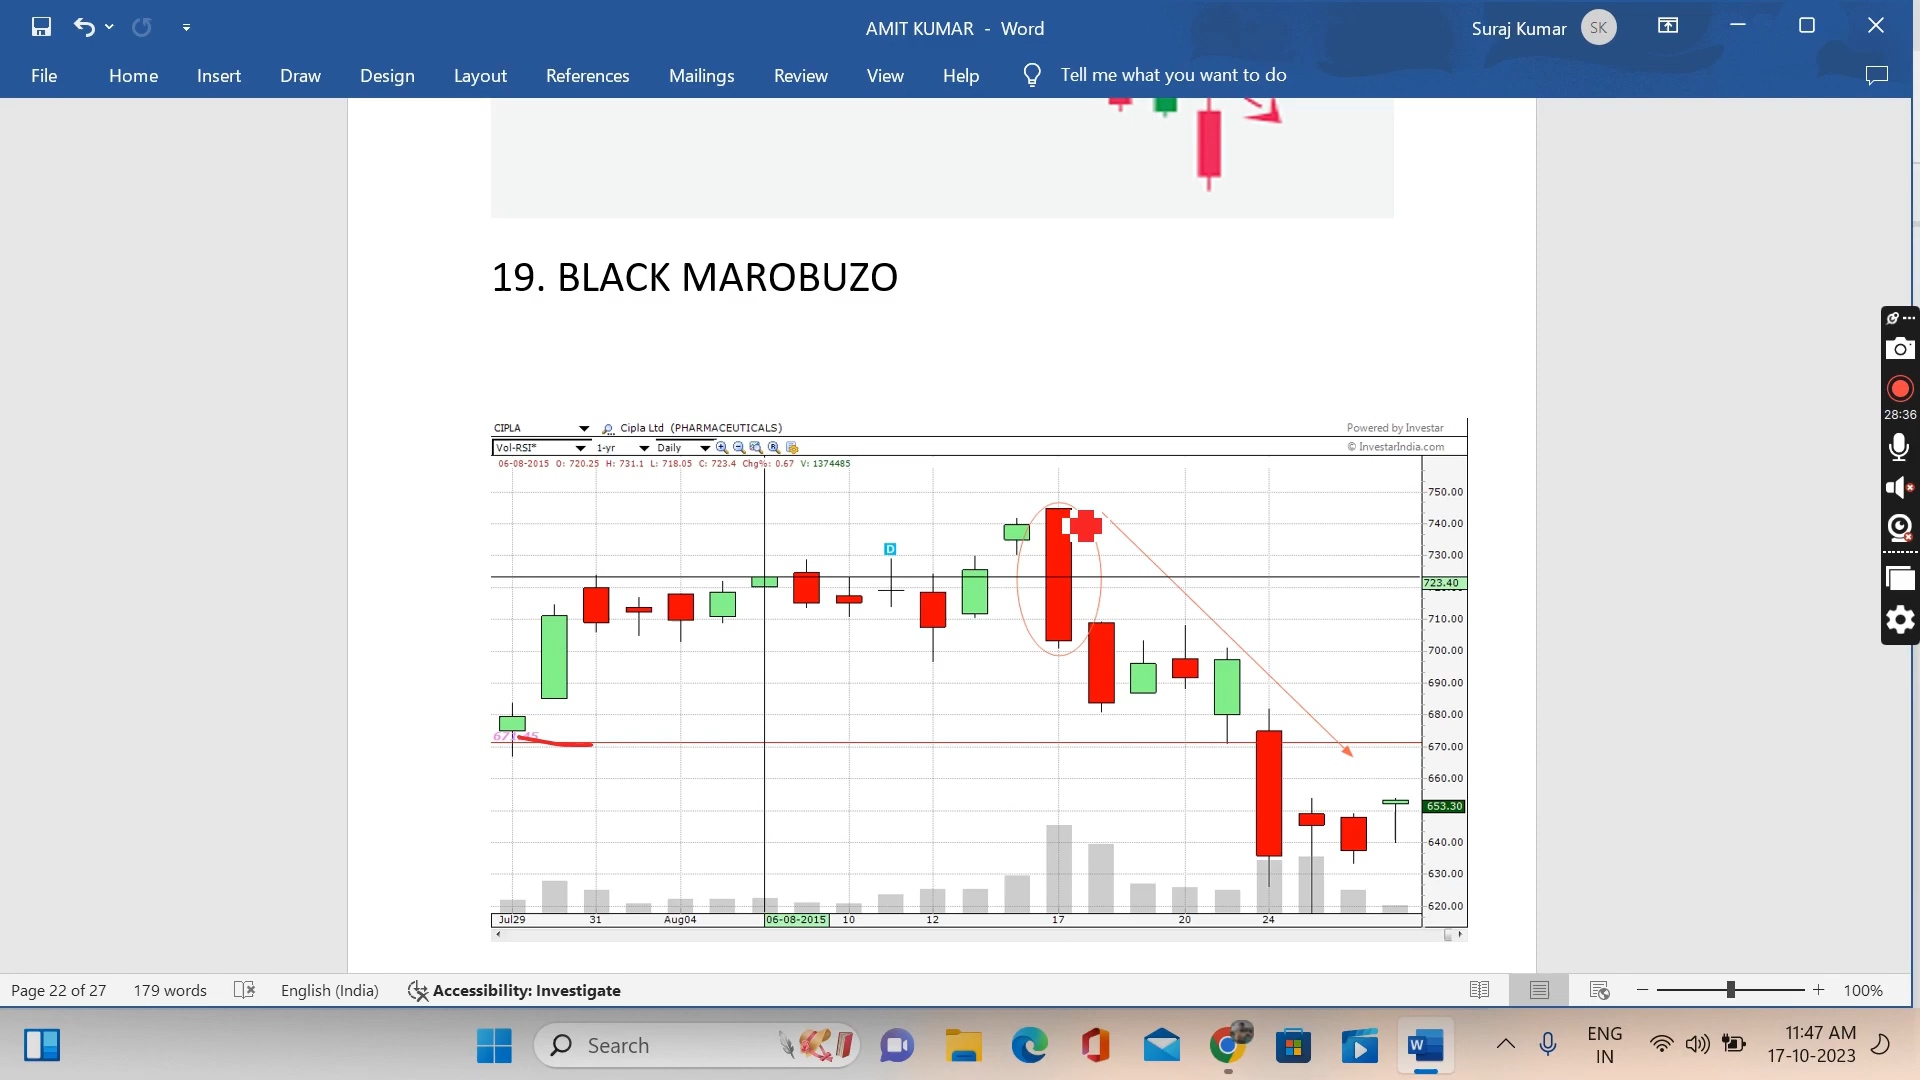 AMIT KUMAR - Word
Suraj Kumar SK
File Home Insert Draw Design Layout References Mailings Review View Help Tell me what you want to do
19. BLACK MAROBUZO
28:36
CIPLA Cipla Ltd (PHARMACEUTICALS) Powered by Investar
Vol-RSI* 1-yr Daily © InvestarIndia.com
06-08-2015 O: 720.25 H: 731.1 L: 718.05 C: 723.4 Chg%: 0.67 V: 1374485
750.00
740.00
D
730.00
723.40
710.00
700.00
690.00
680.00
670.00
660.00
653.30
640.00
630.00
620.00
Jul29 31 Aug04 06-08-2015 10 12 17 20 24
Page 22 of 27 179 words English (India) Accessibility: Investigate 100%
Search
ENG
IN
11:47 AM
17-10-2023